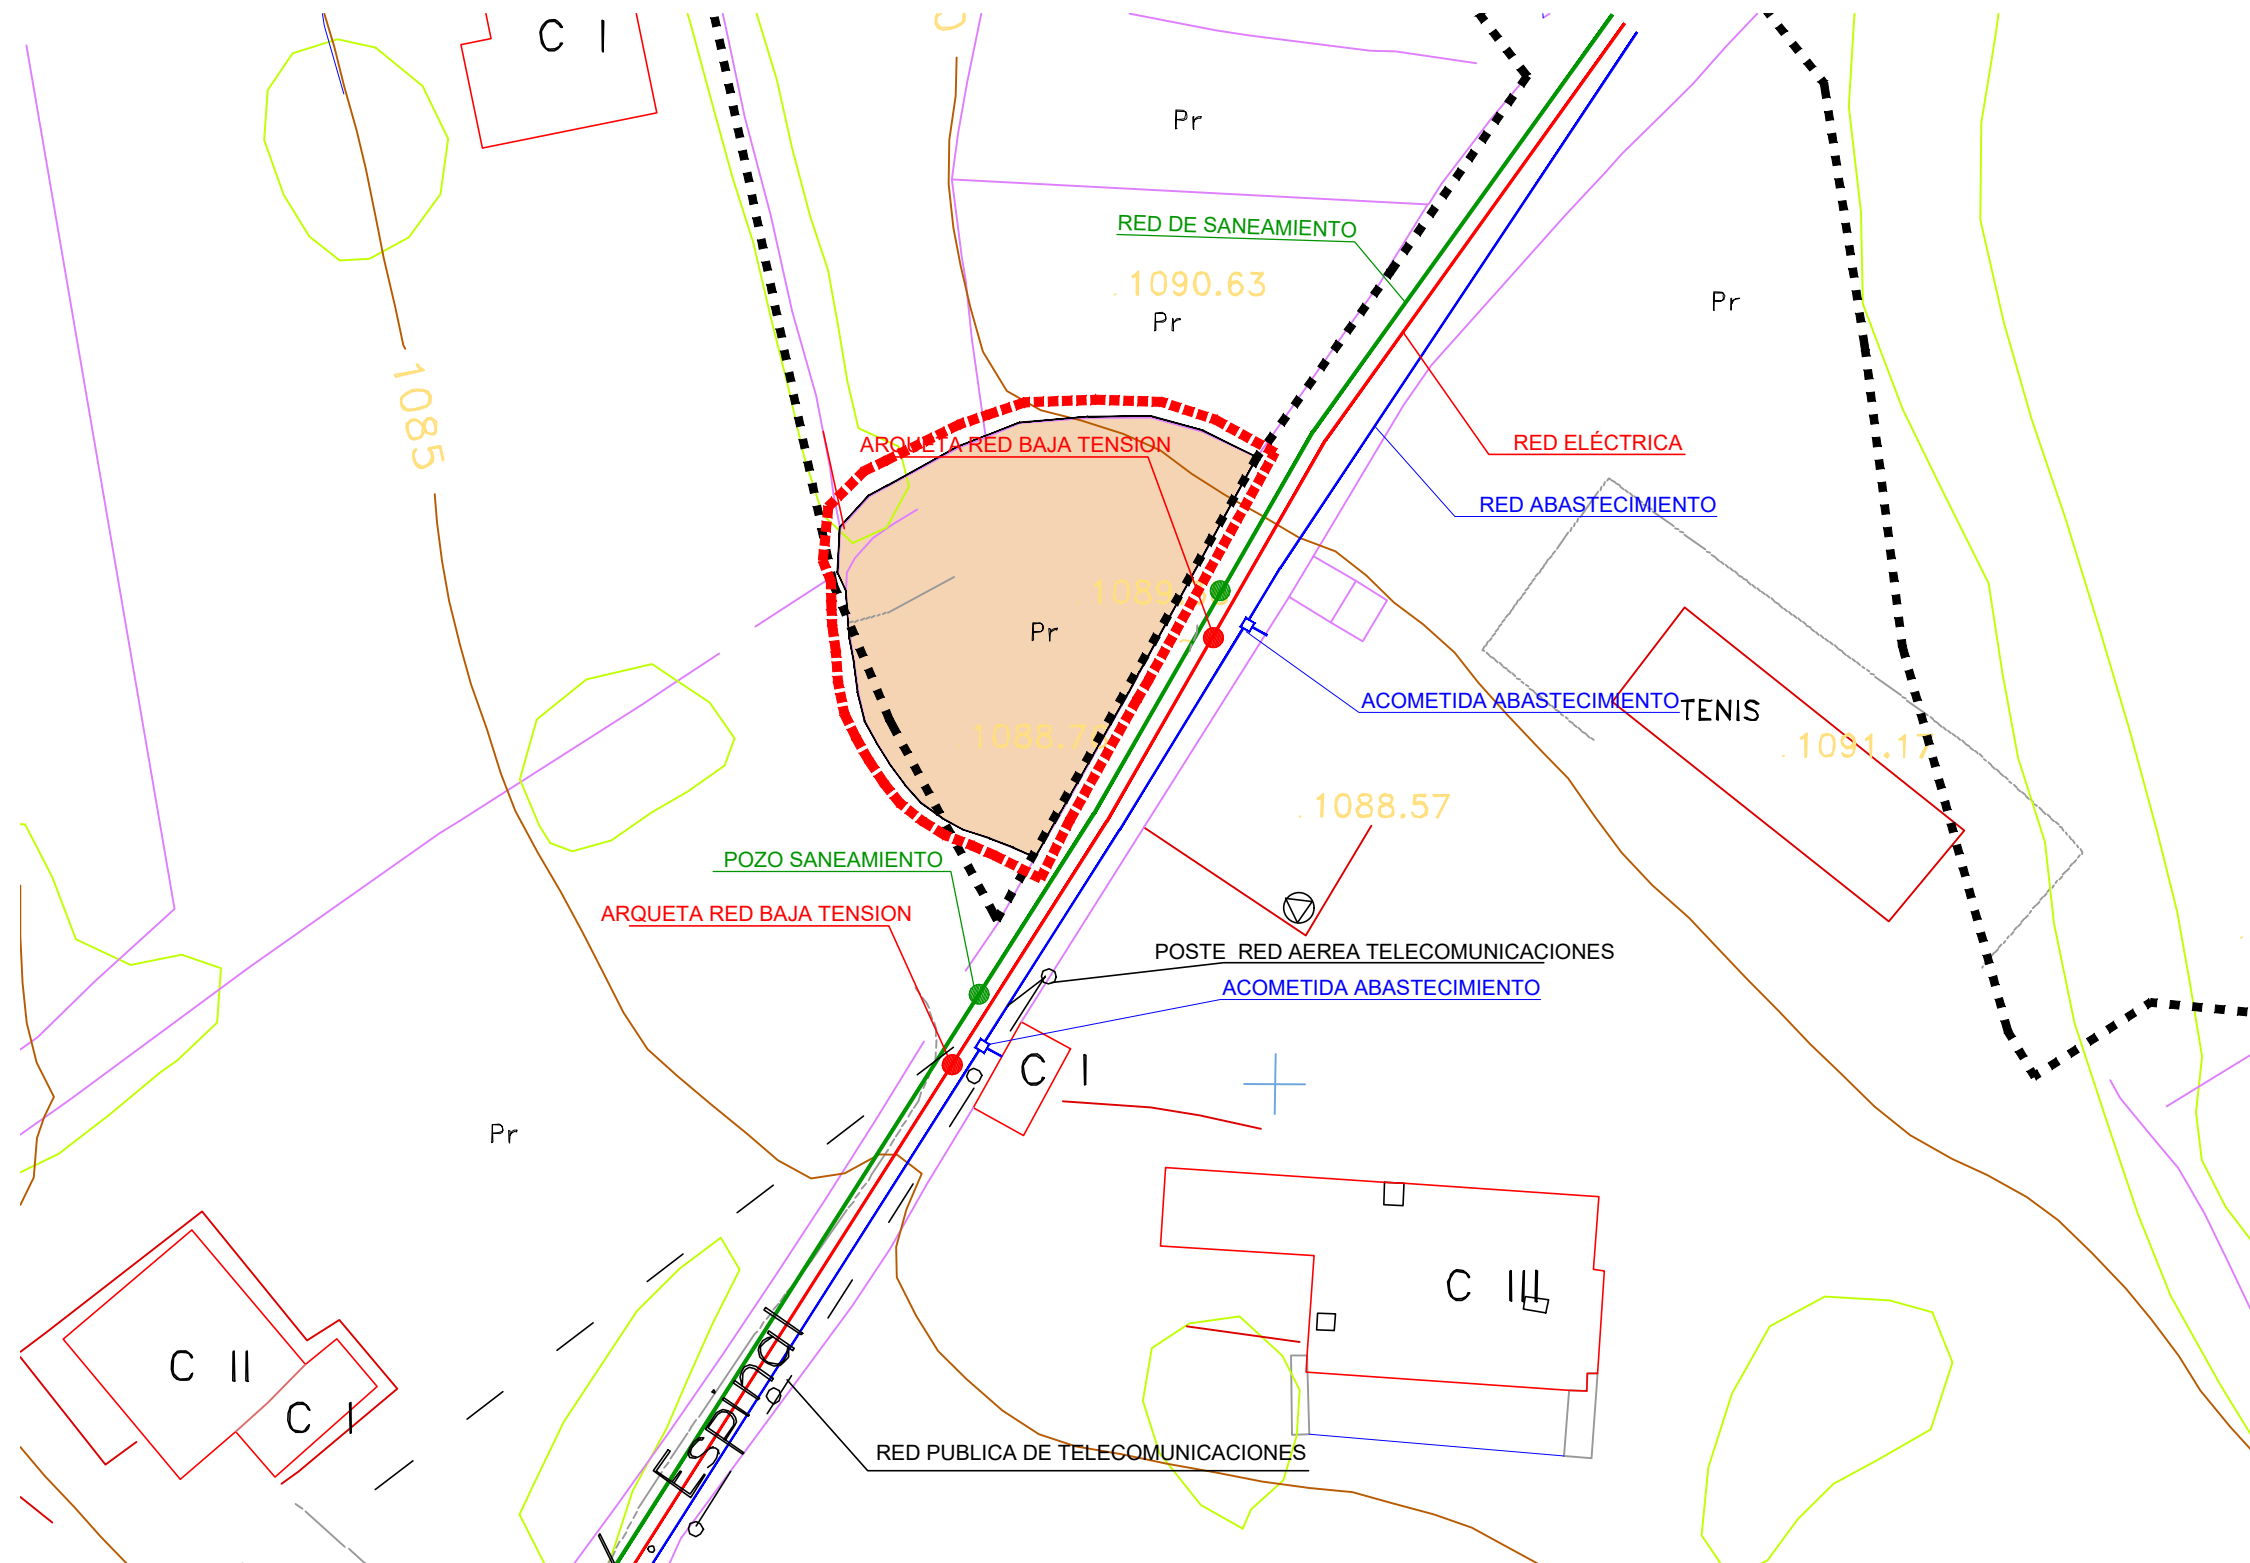 C I
Pr
RED DE SANEAMIENTO
1090.63
Pr
Pr
1085
ARQUETA RED BAJA TENSION
RED ELÉCTRICA
RED ABASTECIMIENTO
Pr
ACOMETIDA ABASTECIMIENTO
TENIS
1091.17
1088.57
POZO SANEAMIENTO
ARQUETA RED BAJA TENSION
POSTE RED AEREA TELECOMUNICACIONES
ACOMETIDA ABASTECIMIENTO
C I
Pr
C III
C II
C I
Espinar
RED PUBLICA DE TELECOMUNICACIONES